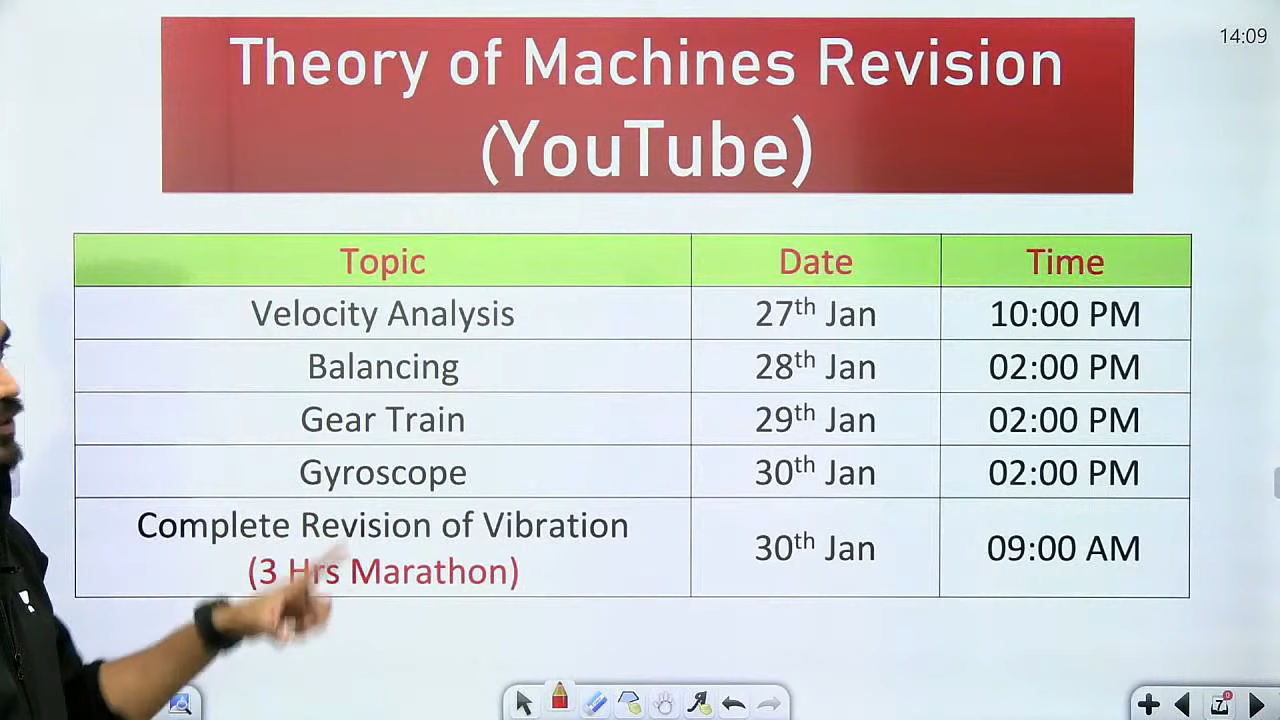 14:09
Theory of Machines Revision
(YouTube)
Topic Date Time
Velocity Analysis 27th Jan 10:00 PM
Balancing 28th Jan 02:00 PM
Gear Train 29th Jan 02:00 PM
Gyroscope 30th Jan 02:00 PM
Complete Revision of Vibration
(3 Hrs Marathon) 30th Jan 09:00 AM
7
0